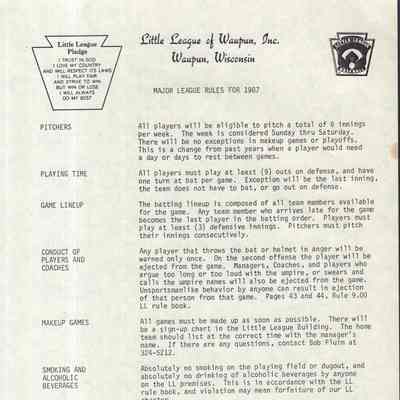 Little League
Pledge
I TRUST IN GOD
I LOVE MY COUNTRY
AND WILL RESPECT ITS LAWS
I WILL PLAY FAIR
AND STRIVE TO WIN
BUT WIN OR LOSE
I WILL ALWAYS
DO MY BEST
Little League of Waupun, Inc.
Waupun, Wisconsin
LITTLE LEAGUE
BASEBALL
MAJOR LEAGUE RULES FOR 1987
PITCHERS
All players will be eligible to pitch a total of 6 innings
per week. The week is considered Sunday thru Saturday.
There will be no exceptions in makeup games or playoffs.
This is a change from past years when a player would need
a day or days to rest between games.
PLAYING TIME
All players must play at least (9) outs on defense, and have
one turn at bat per game. Exception will be the last inning,
the team does not have to bat, or go out on defense.
GAME LINEUP
The batting lineup is composed of all team members available
for the game. Any team member who arrives late for the game
becomes the last player in the batting order. Players must
play at least (3) defensive innings. Pitchers must pitch
their innings consecutively.
CONDUCT OF
PLAYERS AND
COACHES
Any player that throws the bat or helmet in anger will be
warned only once. On the second offense the player will be
ejected from the game. Managers, Coaches, and players who
argue too long or too loud with the umpire, or swears and
calls the umpire names will also be ejected from the game.
Unsportsmanlike behavior by anyone can result in ejection
of that person from that game. Pages 43 and 44, Rule 9.00
LL rule book.
MAKEUP GAMES
All games must be made up as soon as possible. There will
be a sign-up chart in the Little League Building. The home
team should list at the correct time with the manager's
name. If there are any questions, contact Bob Fluim at
324-5212.
SMOKING AND
ALCOHOLIC
BEVERAGES
Absolutely no smoking on the playing field or dugout, and
absolutely no drinking of alcoholic beverages by anyone
on the LL premises. This is in accordance with the LL
rule book, and violation may mean forfeiture of our LL